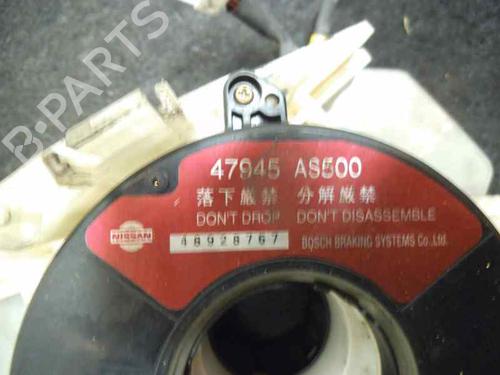 B-PARTS
47945 AS500
落下厳禁 分解厳禁
DON'T DROP DON'T DISASSEMBLE
NISSAN
46928767
BOSCH BRAKING SYSTEMS Co.,Ltd.